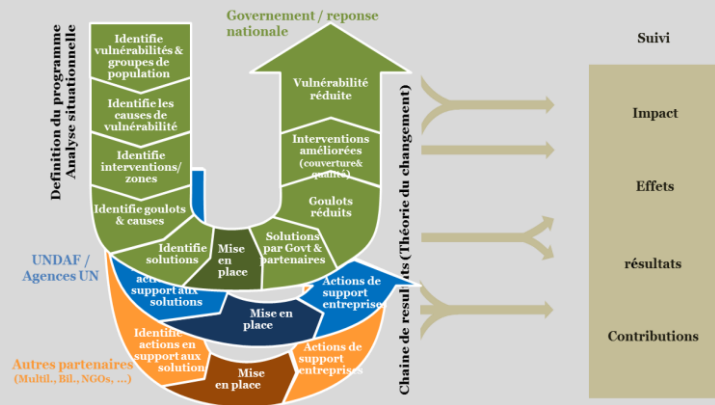 Governement / reponse
nationale
Suivi
Definition du programme
Analyse situationnelle
Identifie
vulnérabilités &
groupes de
population
Identifie les
causes de
vulnérabilité
Identifie
interventions/
zones
Identifie goulots
& causes
Identifie
solutions
Mise
en
place
Solutions
par Govt &
partenaires
Goulots
réduits
Interventions
améliorées
(couverture&
qualité)
Vulnérabilité
réduite
Chaine de resultats (Théorie du changement)
Impact
Effets
résultats
Contributions
UNDAF /
Agences UN
actions
support aux
solutions
Mise en
place
Actions de
support
entreprises
Autres partenaires
(Multil., Bil., NGOs, ...)
Identifie
actions en
support aux
solution
Mise
en place
Actions de
support
entreprises